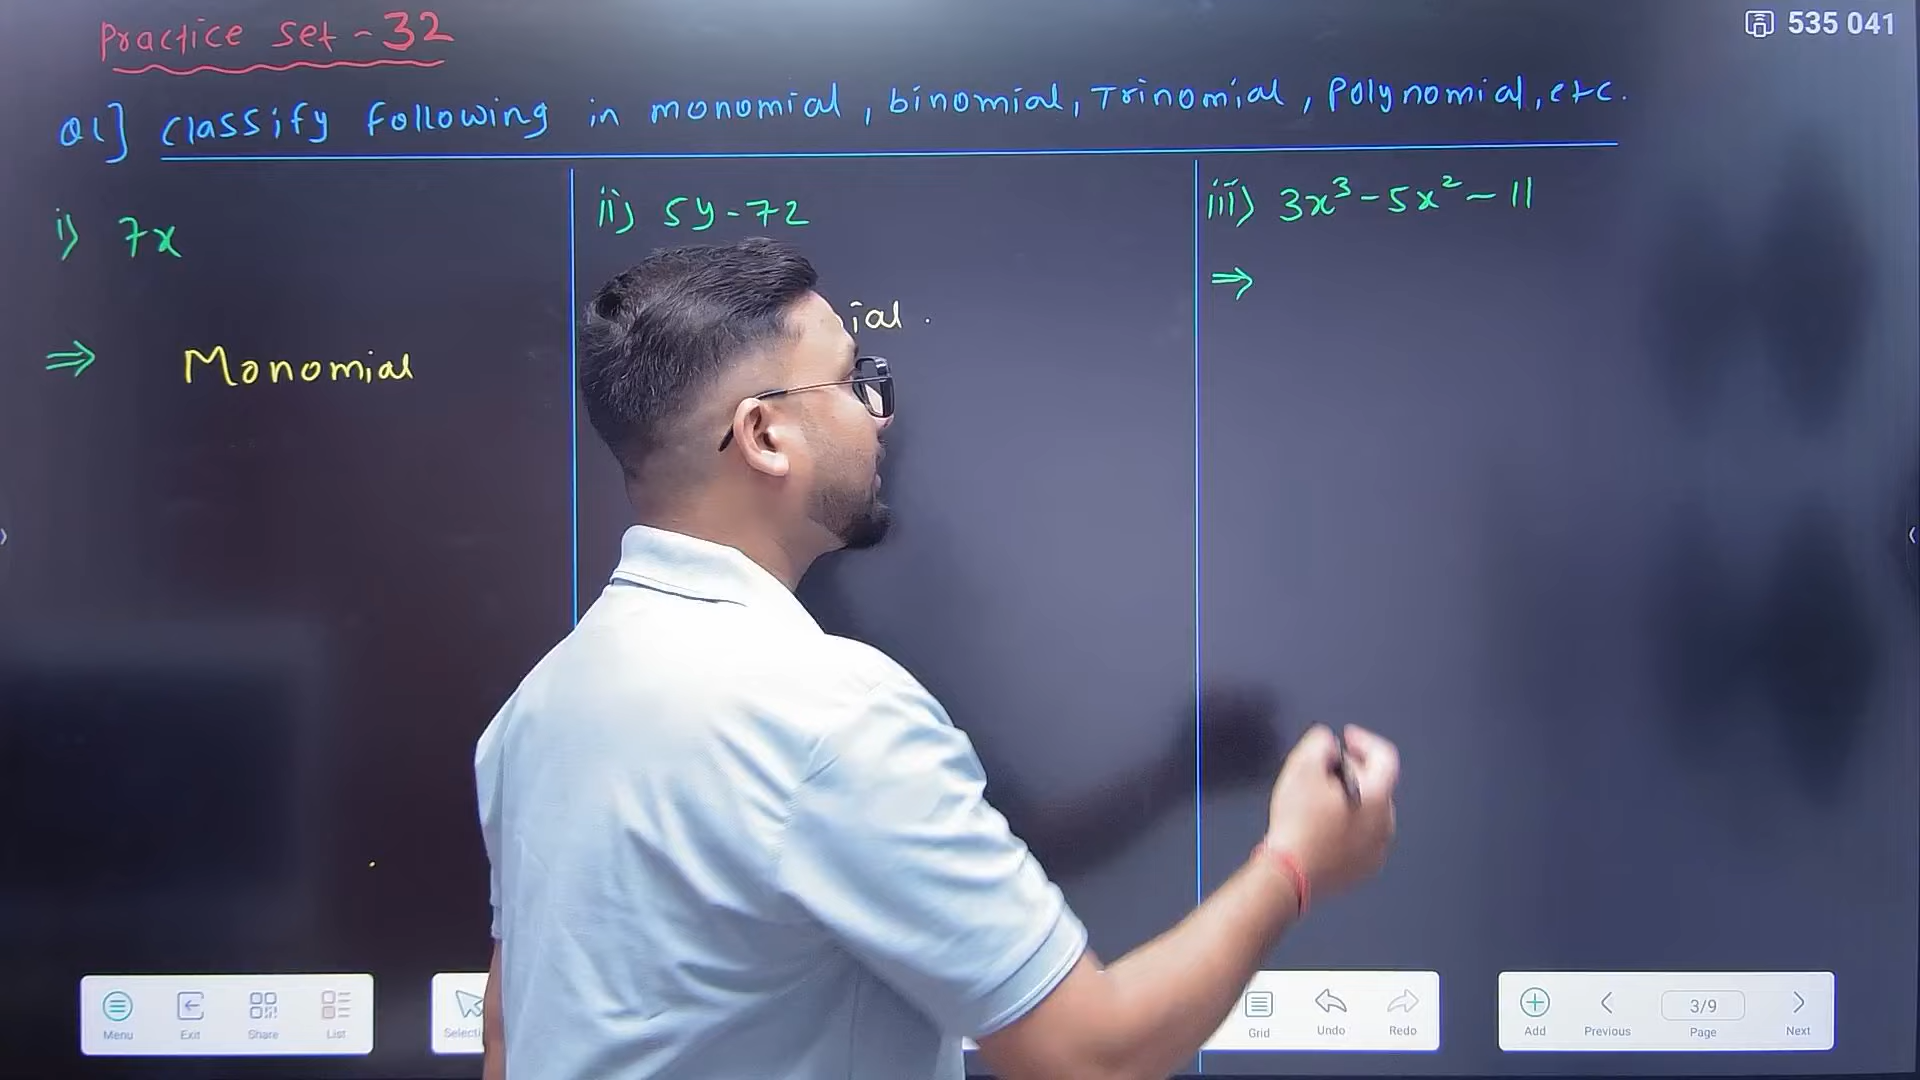 Practice set - 32
535 041
Q1] Classify following in monomial, binomial, Trinomial, Polynomial, etc.
i) 7x
⇒ Monomial
ii) 5y - 7z
ial.
iii) 3x³ - 5x² - 11
⇒
Menu
Exit
Share
List
Selecti
Grid
Undo
Redo
Add
Previous
3/9
Page
Next